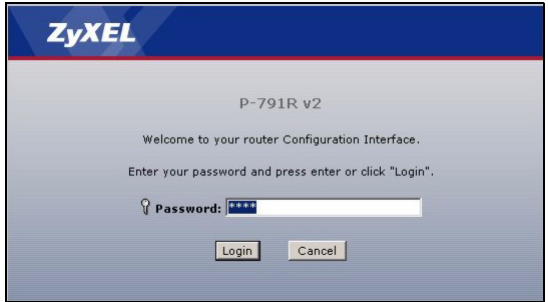 ZyXEL
P-791R v2
Welcome to your router Configuration Interface.
Enter your password and press enter or click "Login".
Password: ****
Login Cancel